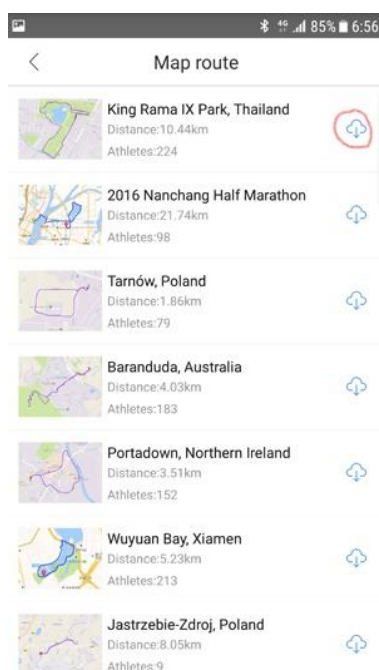 4G 85% 6:56
Map route
King Rama IX Park, Thailand
Distance:10.44km
Athletes:224
2016 Nanchang Half Marathon
Distance:21.74km
Athletes:98
Tarnów, Poland
Distance:1.86km
Athletes:79
Baranduda, Australia
Distance:4.03km
Athletes:183
Portadown, Northern Ireland
Distance:3.51km
Athletes:152
Wuyuan Bay, Xiamen
Distance:5.23km
Athletes:213
Jastrzebie-Zdroj, Poland
Distance:8.05km
Athletes:9